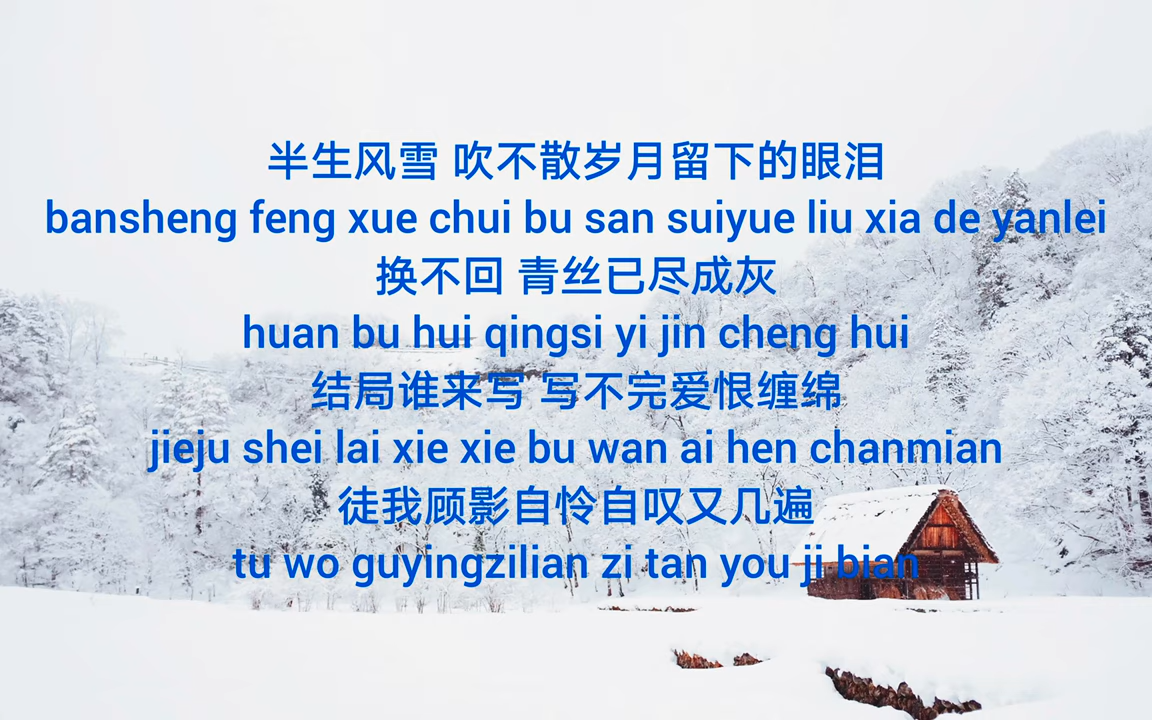 半生风雪 吹不散岁月留下的眼泪
bansheng feng xue chui bu san suiyue liu xia de yanlei
换不回 青丝已尽成灰
huan bu hui qingsi yi jin cheng hui
结局谁来写 写不完爱恨缠绵
jieju shei lai xie xie bu wan ai hen chanmian
徒我顾影自怜自叹又几遍
tu wo guyingzilian zi tan you ji bian